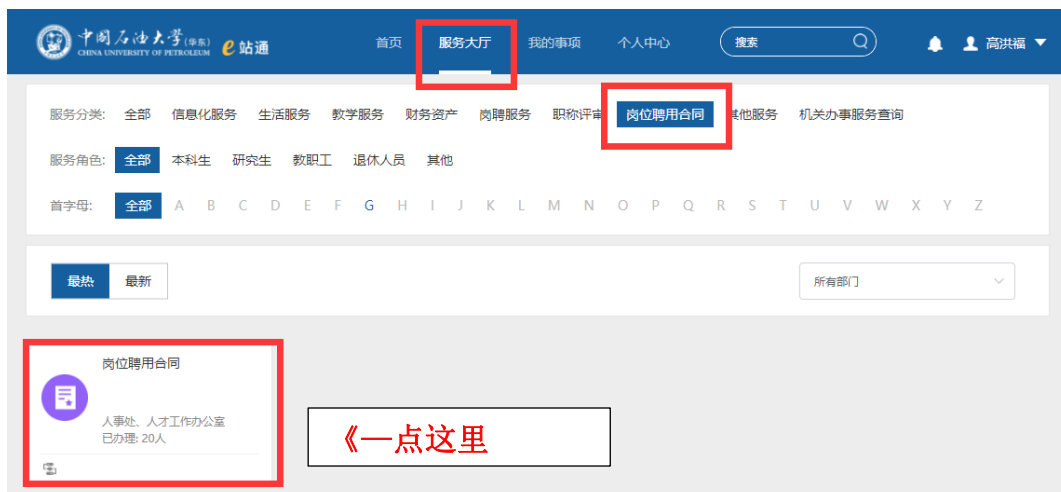 中国石油大学(华东) e站通 首页 服务大厅 我的事项 个人中心 搜索 高洪福
CHINA UNIVERSITY OF PETROLEUM
服务分类: 全部 信息化服务 生活服务 教学服务 财务资产 岗聘服务 职称评审 岗位聘用合同 其他服务 机关办事服务查询
服务角色: 全部 本科生 研究生 教职工 退休人员 其他
首字母: 全部 A B C D E F G H I J K L M N O P Q R S T U V W X Y Z
最热 最新 所有部门
岗位聘用合同
人事处、人才工作办公室
已办理: 20人
《—点这里